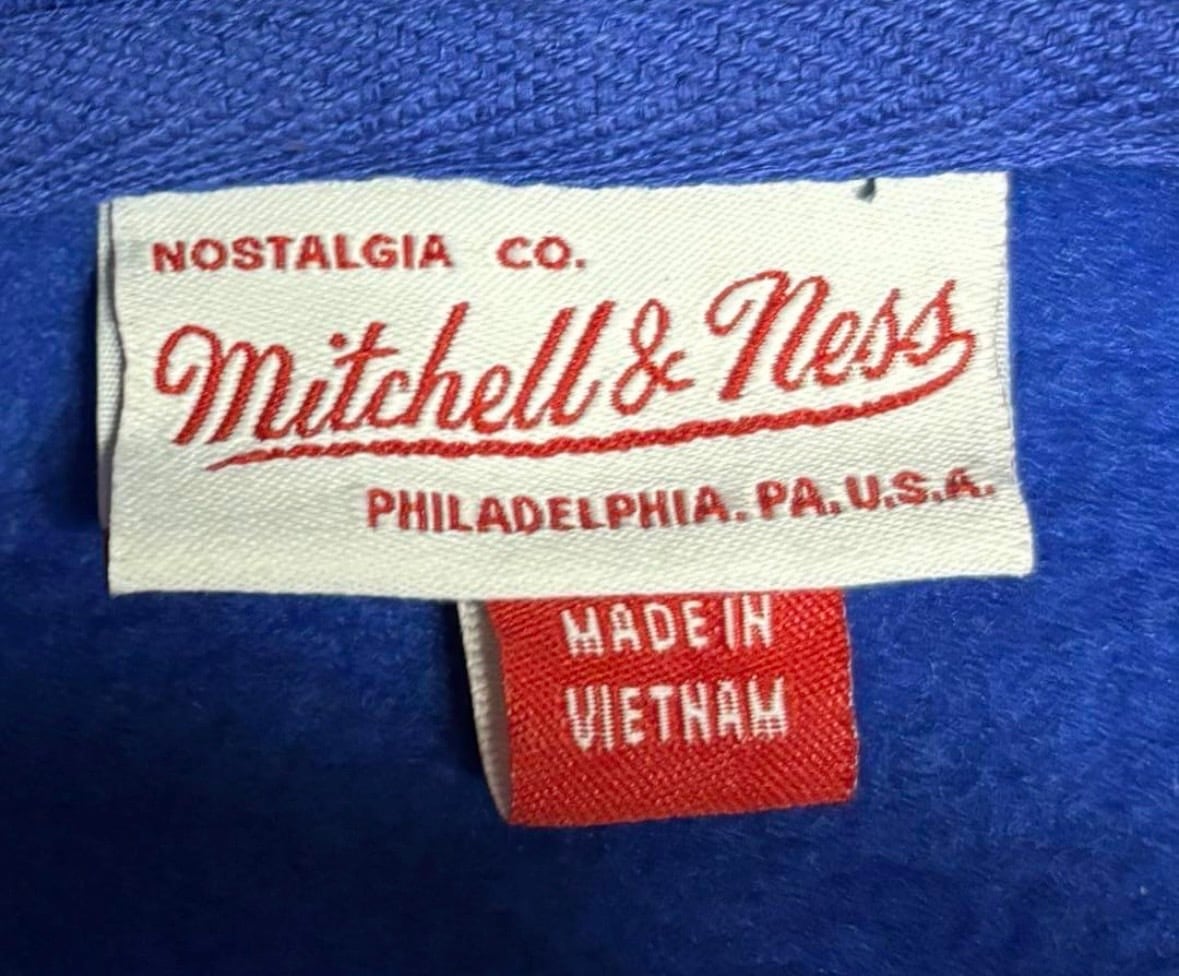 NOSTALGIA CO.
Mitchell & Ness
PHILADELPHIA. PA. U.S.A.
MADE IN
VIETNAM